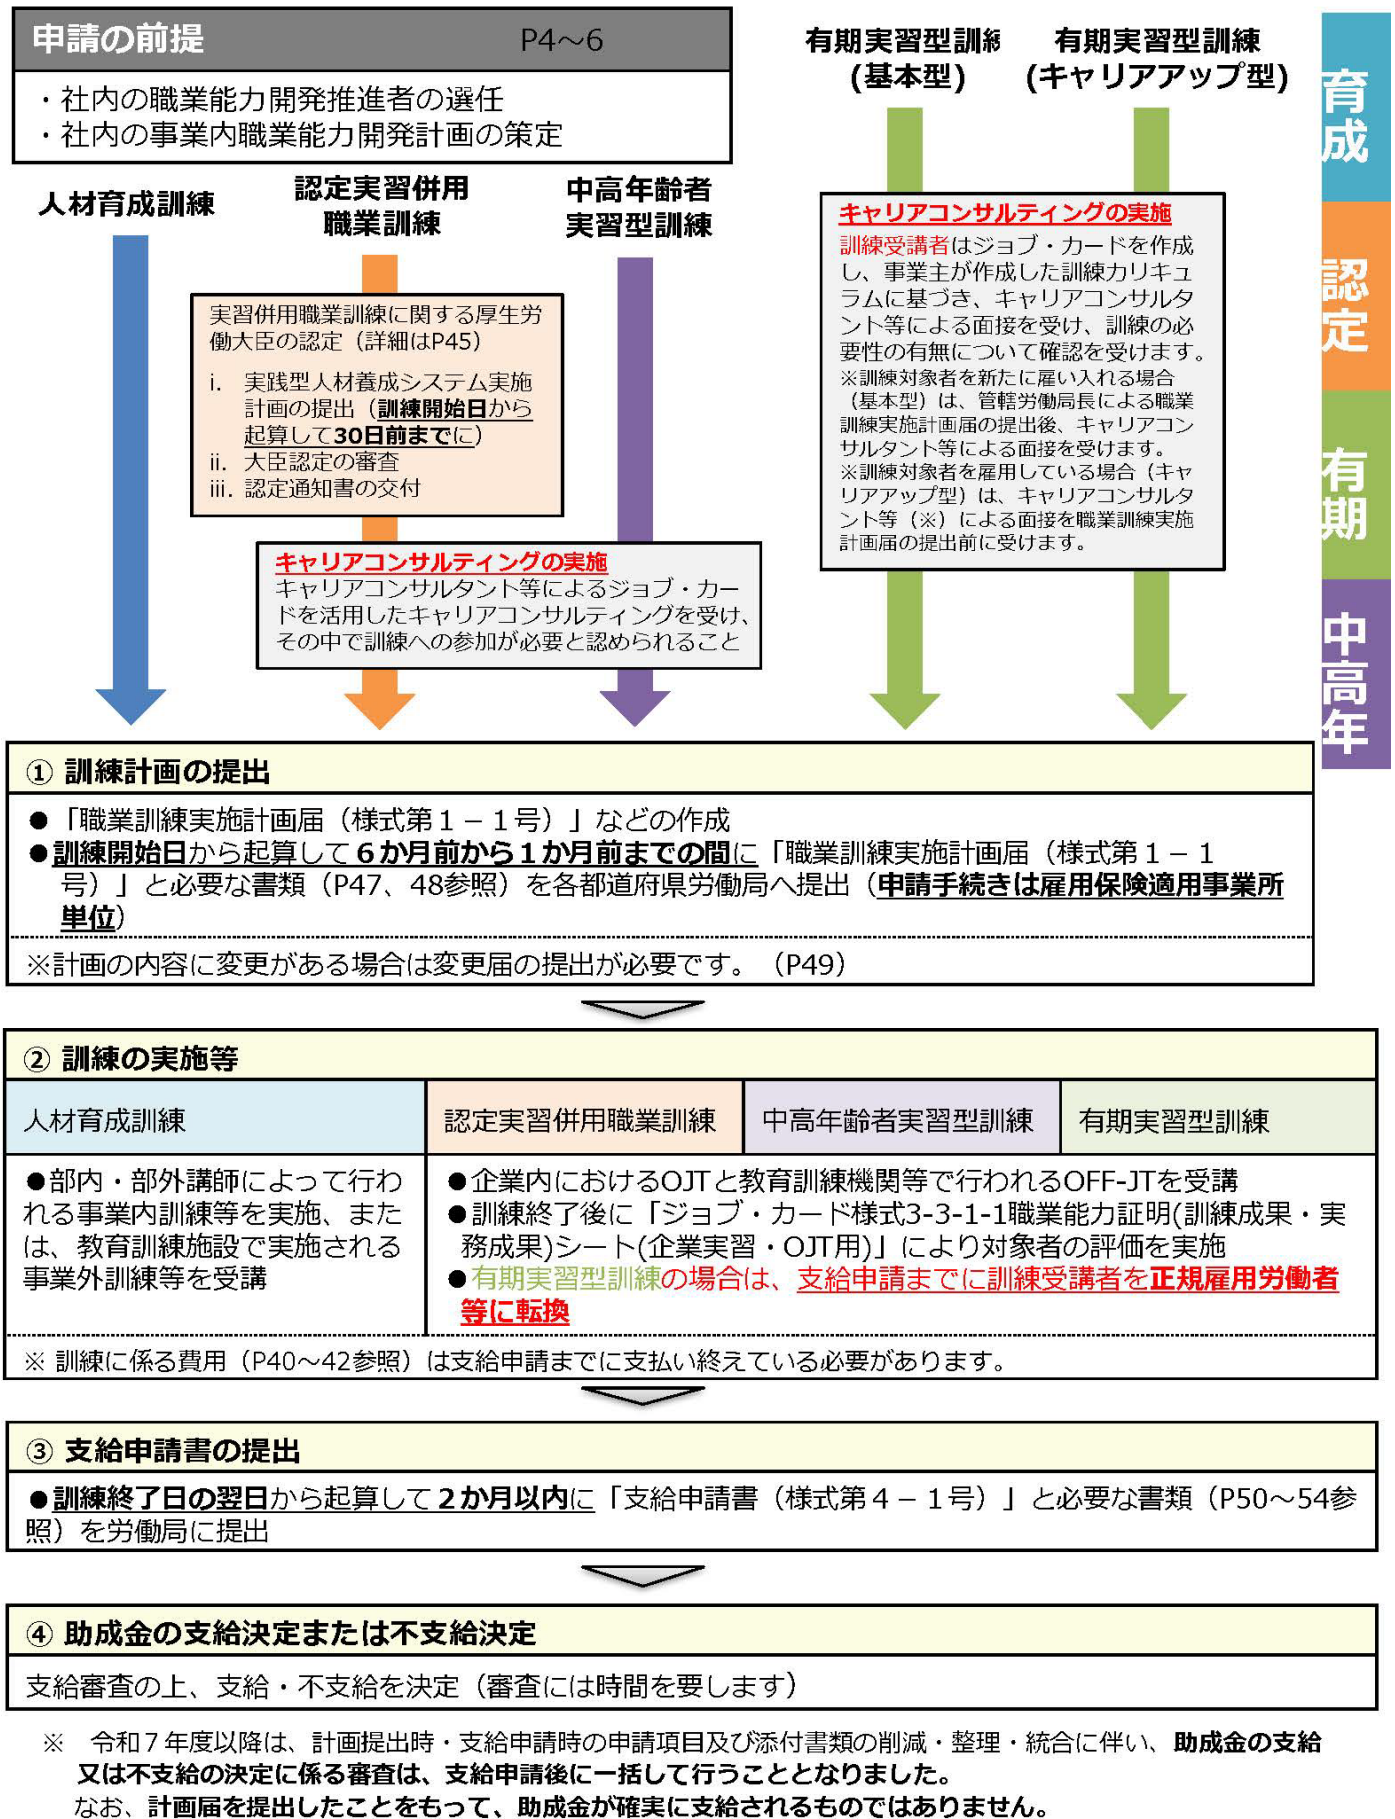 申請の前提 P4～6
・社内の職業能力開発推進者の選任
・社内の事業内職業能力開発計画の策定
人材育成訓練
認定実習併用
職業訓練
中高年齢者
実習型訓練
有期実習型訓練
(基本型)
有期実習型訓練
(キャリアアップ型)
育成
認定
有期
中高年
実習併用職業訓練に関する厚生労
働大臣の認定（詳細はP45）
i. 実践型人材養成システム実施
計画の提出（訓練開始日から
起算して30日前までに）
ii. 大臣認定の審査
iii. 認定通知書の交付
キャリアコンサルティングの実施
キャリアコンサルタント等によるジョブ・カー
ドを活用したキャリアコンサルティングを受け、
その中で訓練への参加が必要と認められること
キャリアコンサルティングの実施
訓練受講者はジョブ・カードを作成
し、事業主が作成した訓練カリキュ
ラムに基づき、キャリアコンサルタ
ント等による面接を受け、訓練の必
要性の有無について確認を受けます。
※訓練対象者を新たに雇い入れる場合
（基本型）は、管轄労働局長による職業
訓練実施計画届の提出後、キャリアコン
サルタント等による面接を受けます。
※訓練対象者を雇用している場合（キャ
リアアップ型）は、キャリアコンサルタ
ント等（※）による面接を職業訓練実施
計画届の提出前に受けます。
① 訓練計画の提出
●「職業訓練実施計画届（様式第１－１号）」などの作成
●訓練開始日から起算して６か月前から１か月前までの間に「職業訓練実施計画届（様式第１－１
号）」と必要な書類（P47、48参照）を各都道府県労働局へ提出（申請手続きは雇用保険適用事業所
単位）
※計画の内容に変更がある場合は変更届の提出が必要です。（P49）
② 訓練の実施等
人材育成訓練
認定実習併用職業訓練
中高年齢者実習型訓練
有期実習型訓練
●部内・部外講師によって行わ
れる事業内訓練等を実施、また
は、教育訓練施設で実施される
事業外訓練等を受講
●企業内におけるOJTと教育訓練機関等で行われるOFF-JTを受講
●訓練終了後に「ジョブ・カード様式3-3-1-1職業能力証明(訓練成果・実
務成果)シート(企業実習・OJT用)」により対象者の評価を実施
●有期実習型訓練の場合は、支給申請までに訓練受講者を正規雇用労働者
等に転換
※ 訓練に係る費用（P40～42参照）は支給申請までに支払い終えている必要があります。
③ 支給申請書の提出
●訓練終了日の翌日から起算して２か月以内に「支給申請書（様式第４－１号）」と必要な書類（P50～54参
照）を労働局に提出
④ 助成金の支給決定または不支給決定
支給審査の上、支給・不支給を決定（審査には時間を要します）
※ 令和７年度以降は、計画提出時・支給申請時の申請項目及び添付書類の削減・整理・統合に伴い、助成金の支給
又は不支給の決定に係る審査は、支給申請後に一括して行うこととなりました。
なお、計画届を提出したことをもって、助成金が確実に支給されるものではありません。